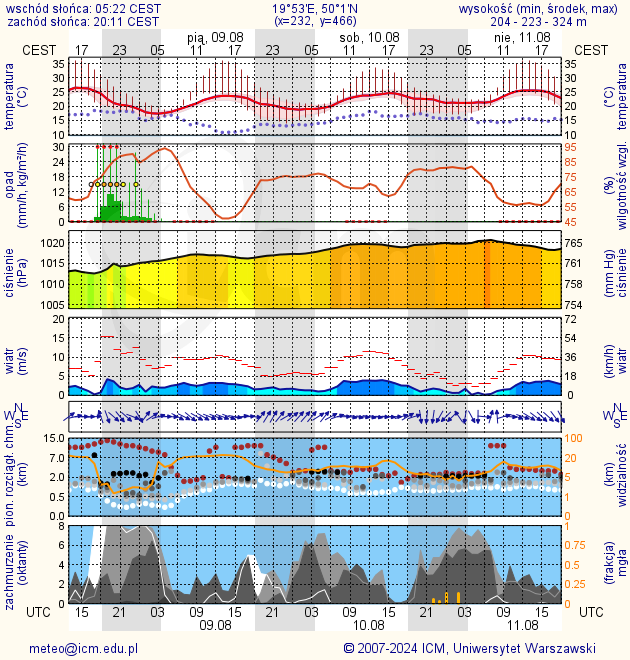 wschód słońca: 05:22 CEST
19°53'E, 50°1'N
wysokość (min, środek, max)
zachód słońca: 20:11 CEST
(x=232, y=466)
204 - 223 - 324 m
pią, 09.08
sob, 10.08
nie, 11.08
CEST
17 23 05 11 17 23 05 11 17 23 05 11 17
CEST
temperatura
(°C)
35 30 25 20 15 10
35 30 25 20 15 10
temperatura
(°C)
opad
(mm/h, kg/m²/h)
30 24 18 12 6 0
95 85 75 65 55 45
(%)
wilgotność wzgl.
ciśnienie
(hPa)
1020 1015 1010 1005
765 761 758 754
(mm Hg)
ciśnienie
wiatr
(m/s)
20 15 10 5 0
72 54 36 18 0
(km/h)
wiatr
N
W E
S
N
W E
S
pion. rozciągł. chm.
(km)
15.0 7.0 2.0 0.5 0.0
100 20 5 1 0
(km)
widzialność
zachmurzenie
(oktanty)
8 6 4 2 0
1 0.75 0.5 0.25 0
(frakcja)
mgła
UTC
15 21 03 09 15 21 03 09 15 21 03 09 15
UTC
09.08
10.08
11.08
meteo@icm.edu.pl
© 2007-2024 ICM, Uniwersytet Warszawski